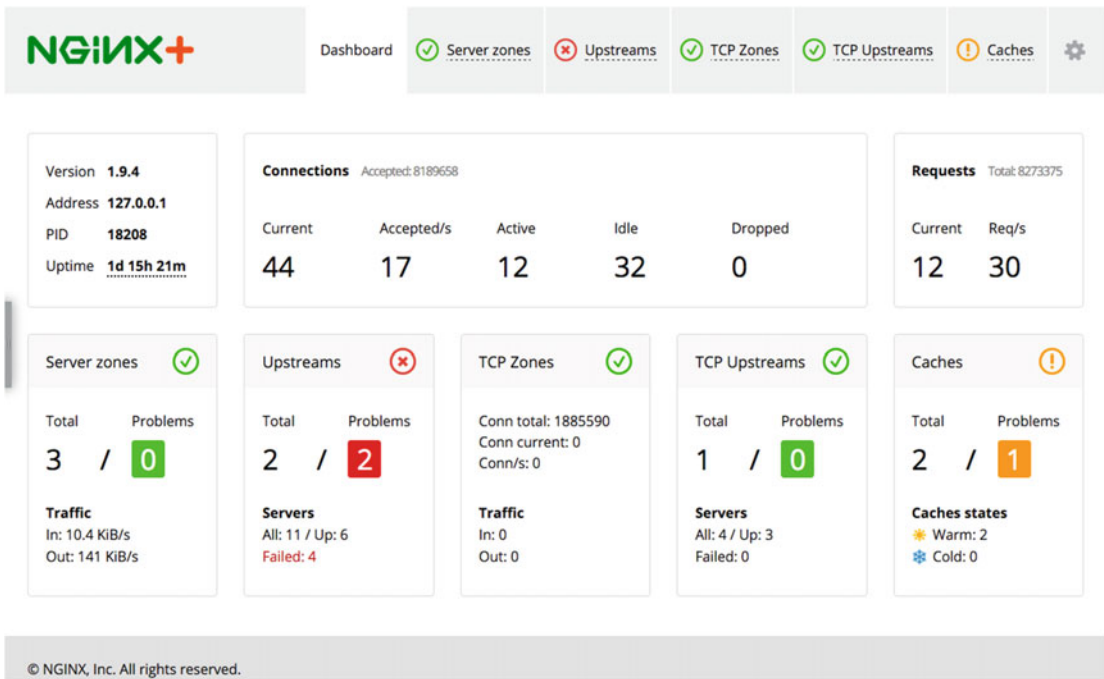 NGiNX+
Dashboard Server zones Upstreams TCP Zones TCP Upstreams Caches
Version 1.9.4
Address 127.0.0.1
PID 18208
Uptime 1d 15h 21m
Connections Accepted: 8189658
Current Accepted/s Active Idle Dropped
44 17 12 32 0
Requests Total: 8273375
Current Req/s
12 30
Server zones
Total Problems
3 / 0
Traffic
In: 10.4 KiB/s
Out: 141 KiB/s
Upstreams
Total Problems
2 / 2
Servers
All: 11 / Up: 6
Failed: 4
TCP Zones
Conn total: 1885590
Conn current: 0
Conn/s: 0
Traffic
In: 0
Out: 0
TCP Upstreams
Total Problems
1 / 0
Servers
All: 4 / Up: 3
Failed: 0
Caches
Total Problems
2 / 1
Caches states
Warm: 2
Cold: 0
© NGINX, Inc. All rights reserved.